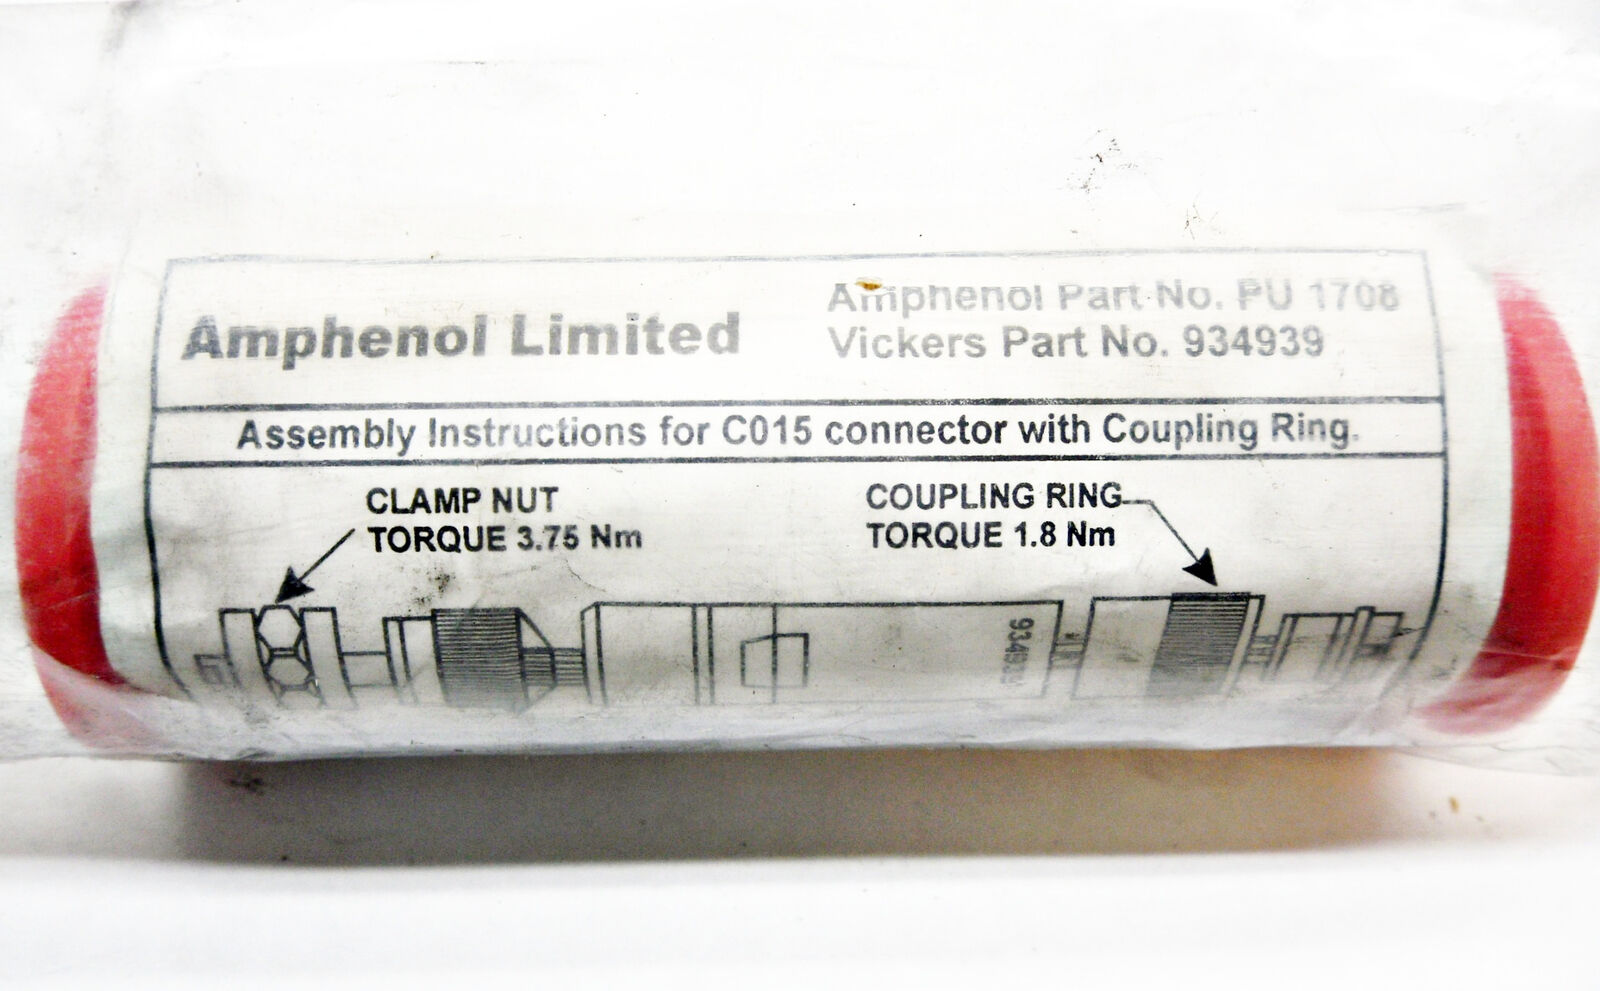 Amphenol Limited
Amphenol Part No. PU 1708
Vickers Part No. 934939
Assembly Instructions for C015 connector with Coupling Ring.
CLAMP NUT
TORQUE 3.75 Nm
COUPLING RING
TORQUE 1.8 Nm
934939